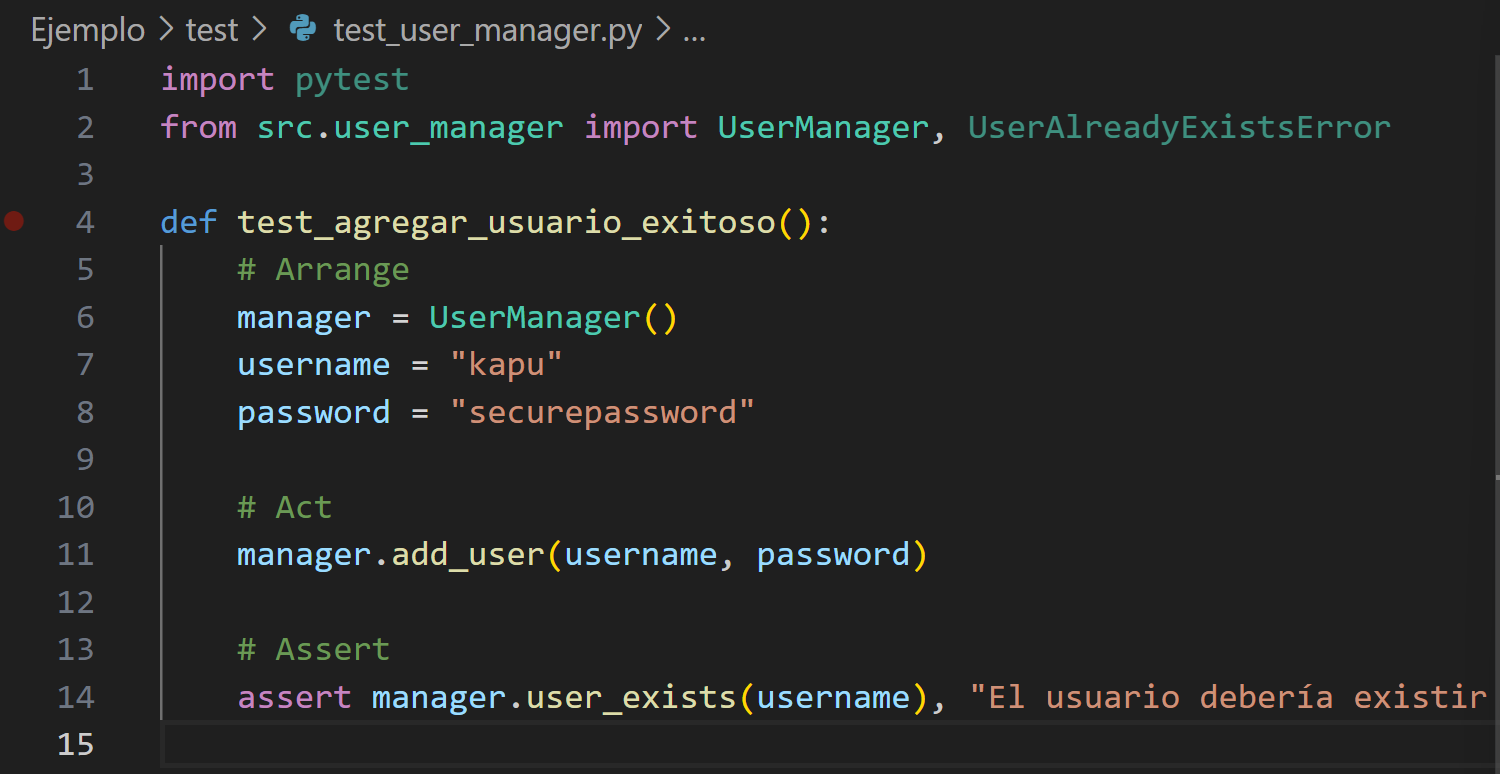 Ejemplo > test > test_user_manager.py > ...
1 import pytest
2 from src.user_manager import UserManager, UserAlreadyExistsError
3
4 def test_agregar_usuario_exitoso():
5     # Arrange
6     manager = UserManager()
7     username = "kapu"
8     password = "securepassword"
9
10     # Act
11     manager.add_user(username, password)
12
13     # Assert
14     assert manager.user_exists(username), "El usuario debería existir
15